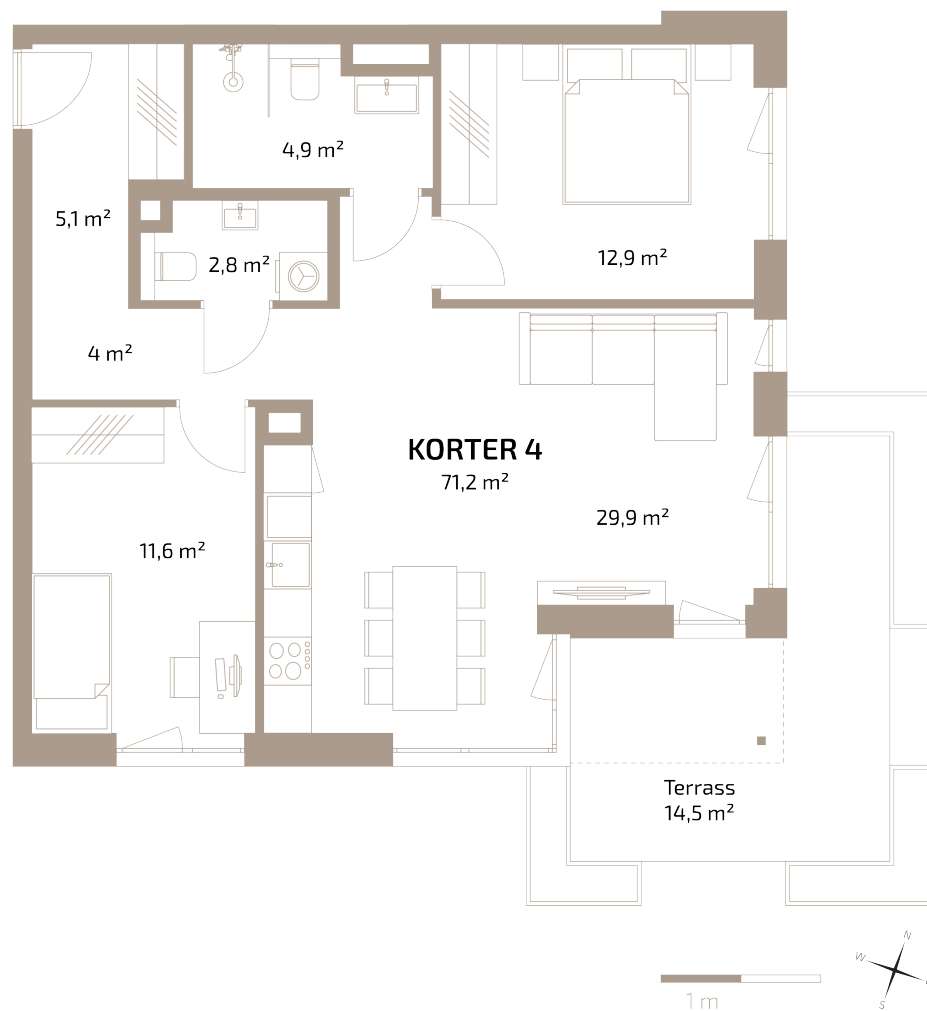 4,9 m²
5,1 m²
2,8 m²
12,9 m²
4 m²
KORTER 4
71,2 m²
29,9 m²
11,6 m²
Terrass
14,5 m²
N
W
S
1 m